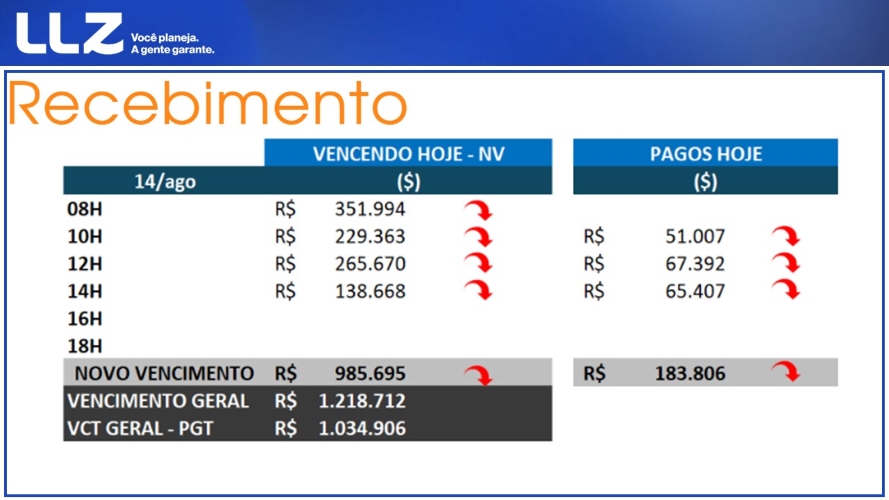 LLZ Você planeja.
A gente garante.
Recebimento
VENCENDO HOJE - NV PAGOS HOJE
14/ago ($) ($)
08H R$ 351.994
10H R$ 229.363 R$ 51.007
12H R$ 265.670 R$ 67.392
14H R$ 138.668 R$ 65.407
16H
18H
NOVO VENCIMENTO R$ 985.695 R$ 183.806
VENCIMENTO GERAL R$ 1.218.712
VCT GERAL - PGT R$ 1.034.906